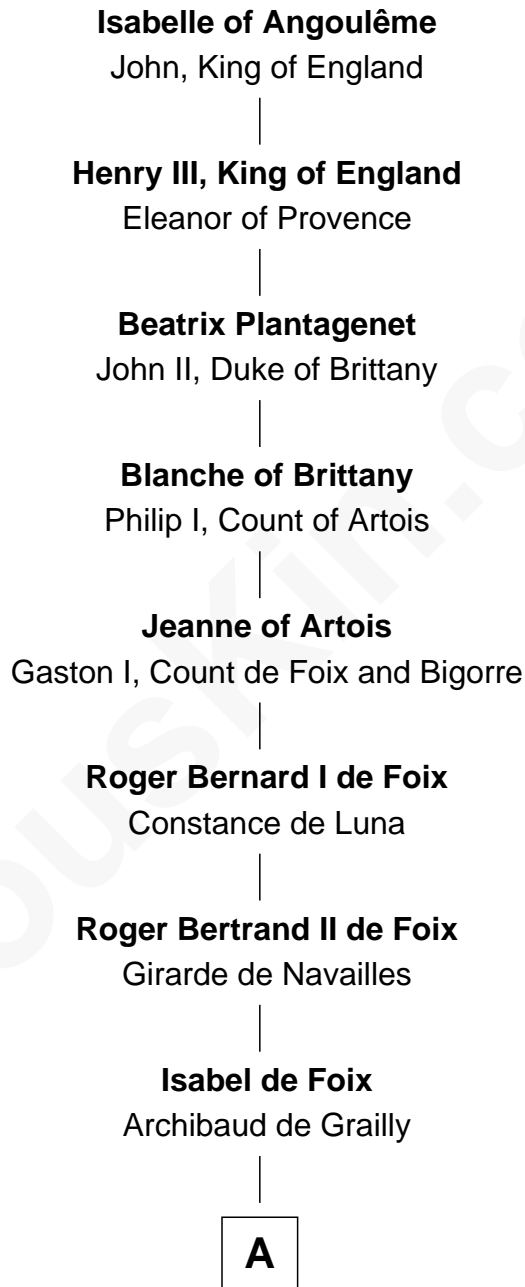 Isabelle of Angoulême
John, King of England
Henry III, King of England
Eleanor of Provence
Beatrix Plantagenet
John II, Duke of Brittany
Blanche of Brittany
Philip I, Count of Artois
Jeanne of Artois
Gaston I, Count de Foix and Bigorre
Roger Bernard I de Foix
Constance de Luna
Roger Bertrand II de Foix
Girarde de Navailles
Isabel de Foix
Archibaud de Grailly
A